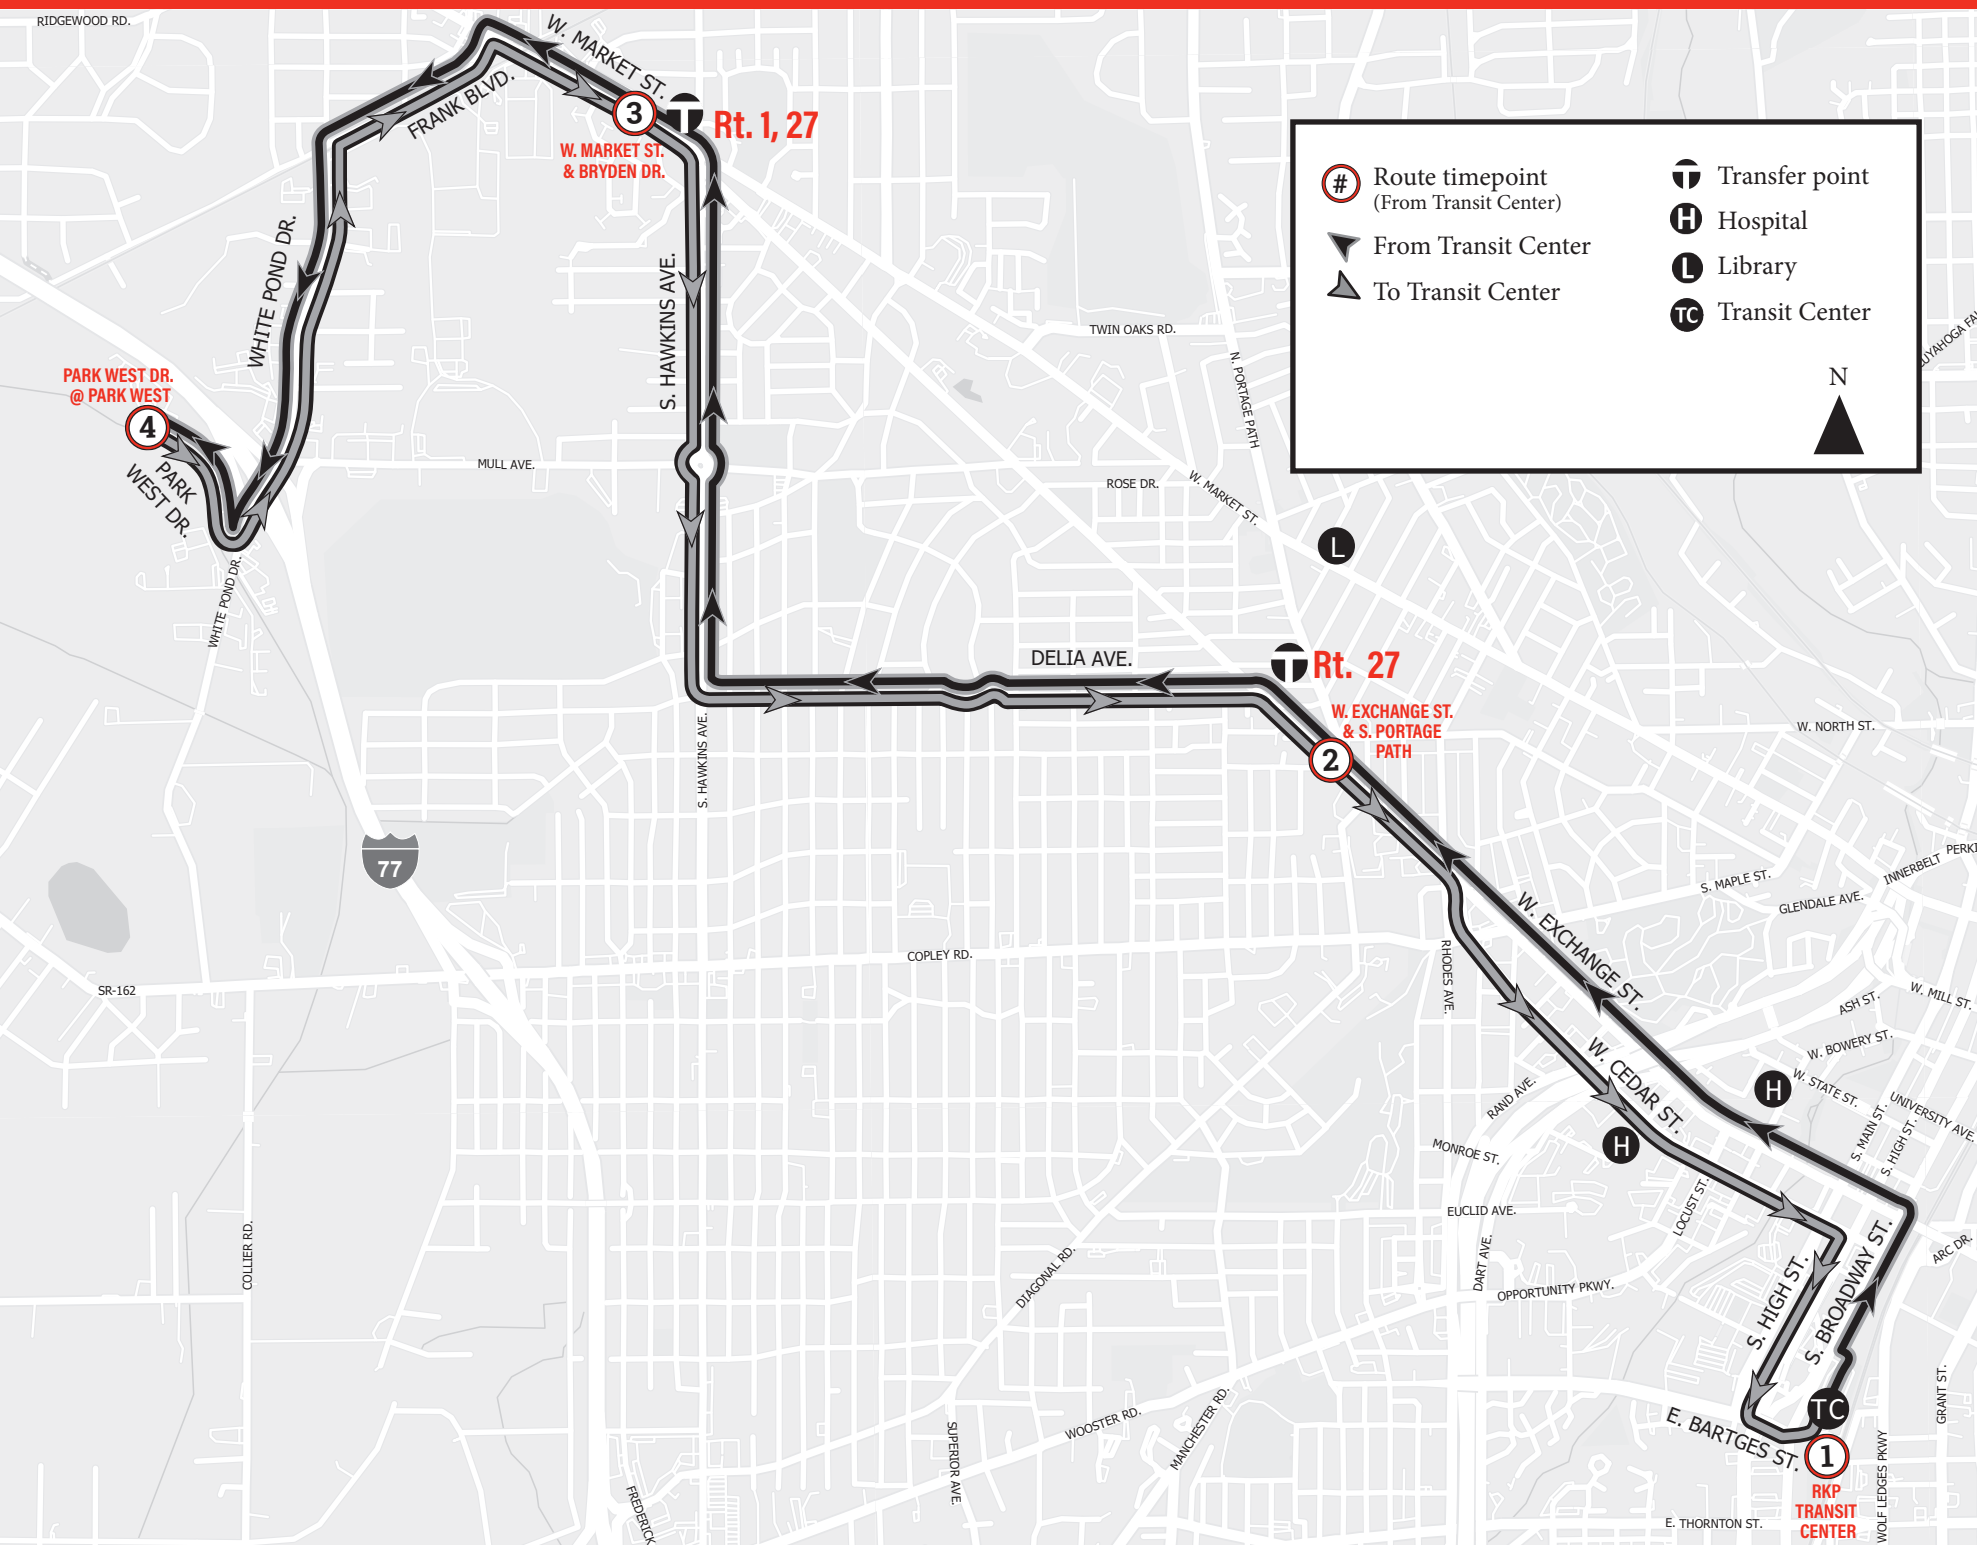 RIDGEWOOD RD.
W. MARKET ST.
FRANK BLVD.
3
T
Rt. 1, 27
W. MARKET ST.
& BRYDEN DR.
#
Route timepoint
(From Transit Center)
From Transit Center
To Transit Center
T
Transfer point
H
Hospital
L
Library
TC
Transit Center
N
WHITE POND DR.
S. HAWKINS AVE.
TWIN OAKS RD.
N. PORTAGE PATH
PARK WEST DR.
@ PARK WEST
4
PARK
WEST DR.
MULL AVE.
ROSE DR.
W. MARKET ST.
L
WHITE POND DR.
DELIA AVE.
T
Rt. 27
W. EXCHANGE ST.
& S. PORTAGE
PATH
2
W. NORTH ST.
S. HAWKINS AVE.
77
INNERBELT
PERKI
S. MAPLE ST.
GLENDALE AVE.
W. EXCHANGE ST.
COPLEY RD.
RHODES AVE.
SR-162
W. MILL ST.
ASH ST.
W. BOWERY ST.
W. CEDAR ST.
H
W. STATE ST.
UNIVERSITY AVE.
RAND AVE.
S. MAIN ST.
S. HIGH ST.
H
MONROE ST.
LOCUST ST.
EUCLID AVE.
COLLIER RD.
DIAGONAL RD.
DART AVE.
OPPORTUNITY PKWY.
S. HIGH ST.
S. BROADWAY ST.
ARC DR.
GRANT ST.
TC
E. BARTGES ST.
1
RKP
TRANSIT
CENTER
WOLF LEDGES PKWY
E. THORNTON ST.
WOOSTER RD.
MANCHESTER RD.
SUPERIOR AVE.
FREDERICK